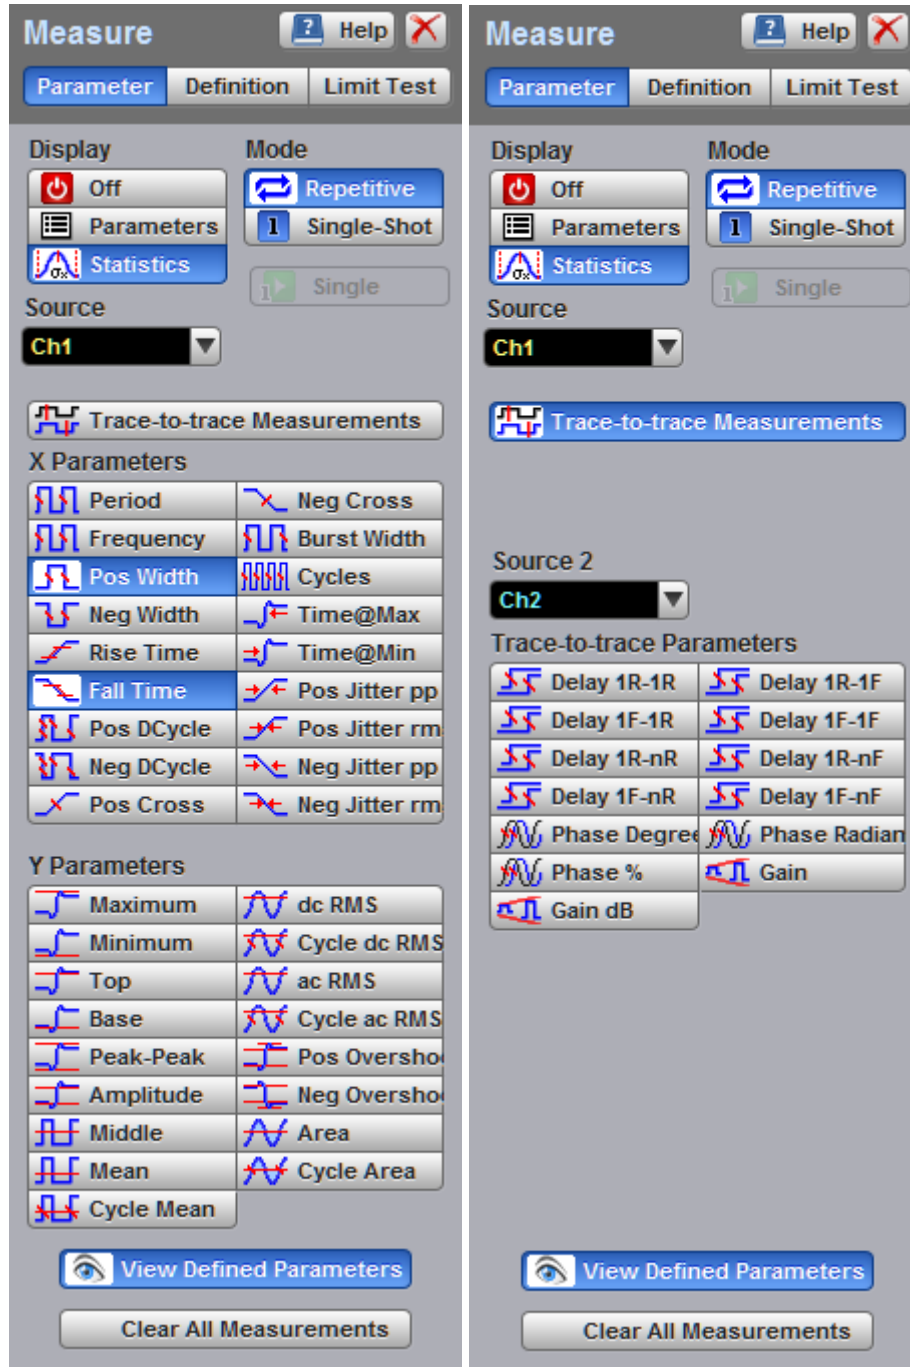 Measure
? Help
Parameter Definition Limit Test
Display Mode
Off Repetitive
Parameters 1 Single-Shot
σx Statistics
1 Single
Source
Ch1
Trace-to-trace Measurements
X Parameters
Period Neg Cross
Frequency Burst Width
Pos Width Cycles
Neg Width Time@Max
Rise Time Time@Min
Fall Time Pos Jitter pp
Pos DCycle Pos Jitter rm
Neg DCycle Neg Jitter pp
Pos Cross Neg Jitter rm
Y Parameters
Maximum dc RMS
Minimum Cycle dc RMS
Top ac RMS
Base Cycle ac RMS
Peak-Peak Pos Oversho
Amplitude Neg Oversho
Middle Area
Mean Cycle Area
Cycle Mean
View Defined Parameters
Clear All Measurements
Measure
? Help
Parameter Definition Limit Test
Display Mode
Off Repetitive
Parameters 1 Single-Shot
σx Statistics
1 Single
Source
Ch1
Trace-to-trace Measurements
Source 2
Ch2
Trace-to-trace Parameters
Delay 1R-1R Delay 1R-1F
Delay 1F-1R Delay 1F-1F
Delay 1R-nR Delay 1R-nF
Delay 1F-nR Delay 1F-nF
Phase Degre Phase Radian
Phase % Gain
Gain dB
View Defined Parameters
Clear All Measurements